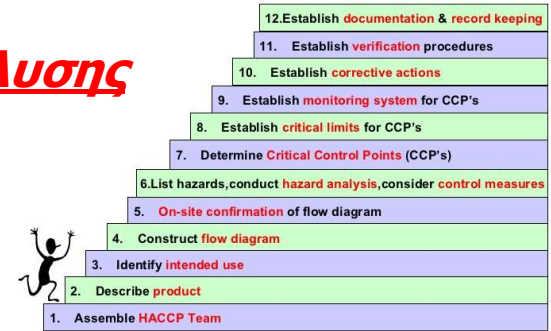 12.Establish documentation & record keeping
11. Establish verification procedures
λυσης
10. Establish corrective actions
9. Establish monitoring system for CCP's
8. Establish critical limits for CCP's
7. Determine Critical Control Points (CCP's)
6.List hazards,conduct hazard analysis,consider control measures
5. On-site confirmation of flow diagram
4. Construct flow diagram
3. Identify intended use
2. Describe product
1. Assemble HACCP Team